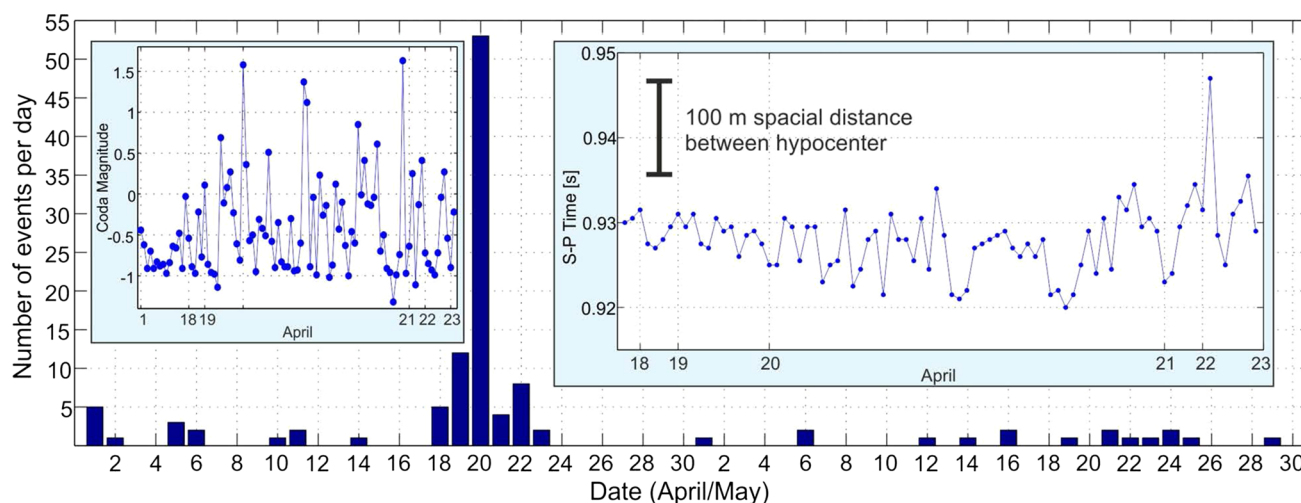 Number of events per day
55
50
45
40
35
30
25
20
15
10
5
2 4 6 8 10 12 14 16 18 20 22 24 26 28 30 2 4 6 8 10 12 14 16 18 20 22 24 26 28 30
Date (April/May)
Coda Magnitude
1.5
1
0.5
0
-0.5
-1
1 18 19 21 22 23
April
S-P Time [s]
0.95
0.94
0.93
0.92
100 m spacial distance
between hypocenter
18 19 20 21 22 23
April